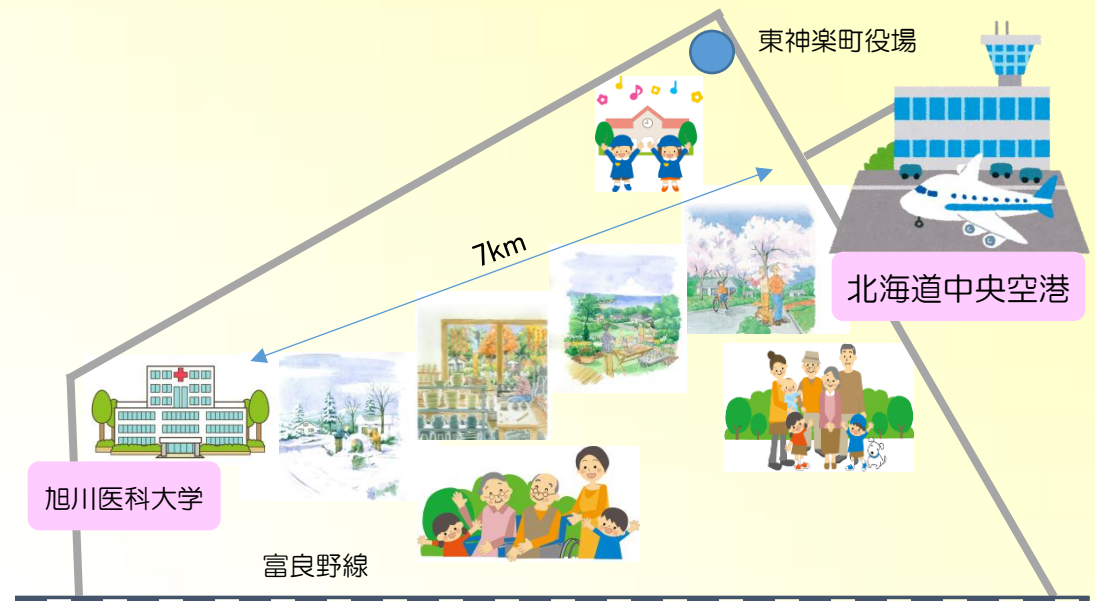 東神楽町役場
7km
北海道中央空港
旭川医科大学
富良野線